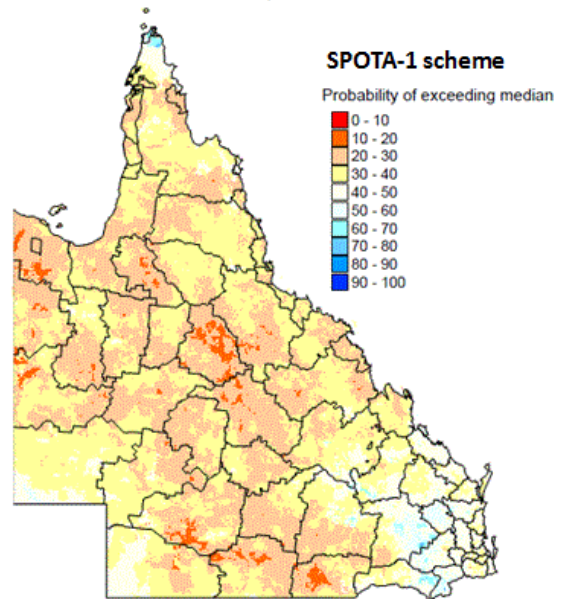 SPOTA-1 scheme
Probability of exceeding median
0 - 10
10 - 20
20 - 30
30 - 40
40 - 50
50 - 60
60 - 70
70 - 80
80 - 90
90 - 100